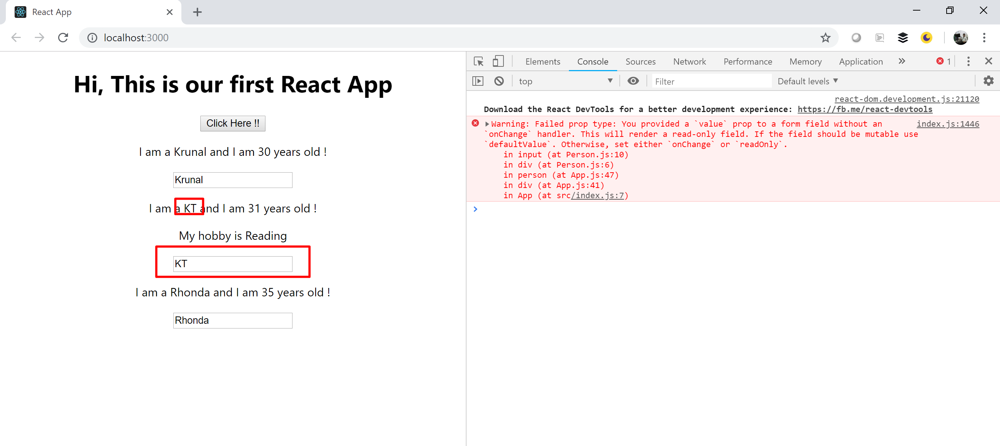 React App
localhost:3000
Hi, This is our first React App
Click Here !!
I am a Krunal and I am 30 years old !
Krunal
I am a KT and I am 31 years old !
My hobby is Reading
KT
I am a Rhonda and I am 35 years old !
Rhonda
Elements Console Sources Network Performance Memory Application » 1
top Filter Default levels
react-dom.development.js:21120
Download the React DevTools for a better development experience: https://fb.me/react-devtools
Warning: Failed prop type: You provided a `value` prop to a form field without an index.js:1446
`onChange` handler. This will render a read-only field. If the field should be mutable use
`defaultValue`. Otherwise, set either `onChange` or `readOnly`.
in input (at Person.js:10)
in div (at Person.js:6)
in person (at App.js:47)
in div (at App.js:41)
in App (at src/index.js:7)